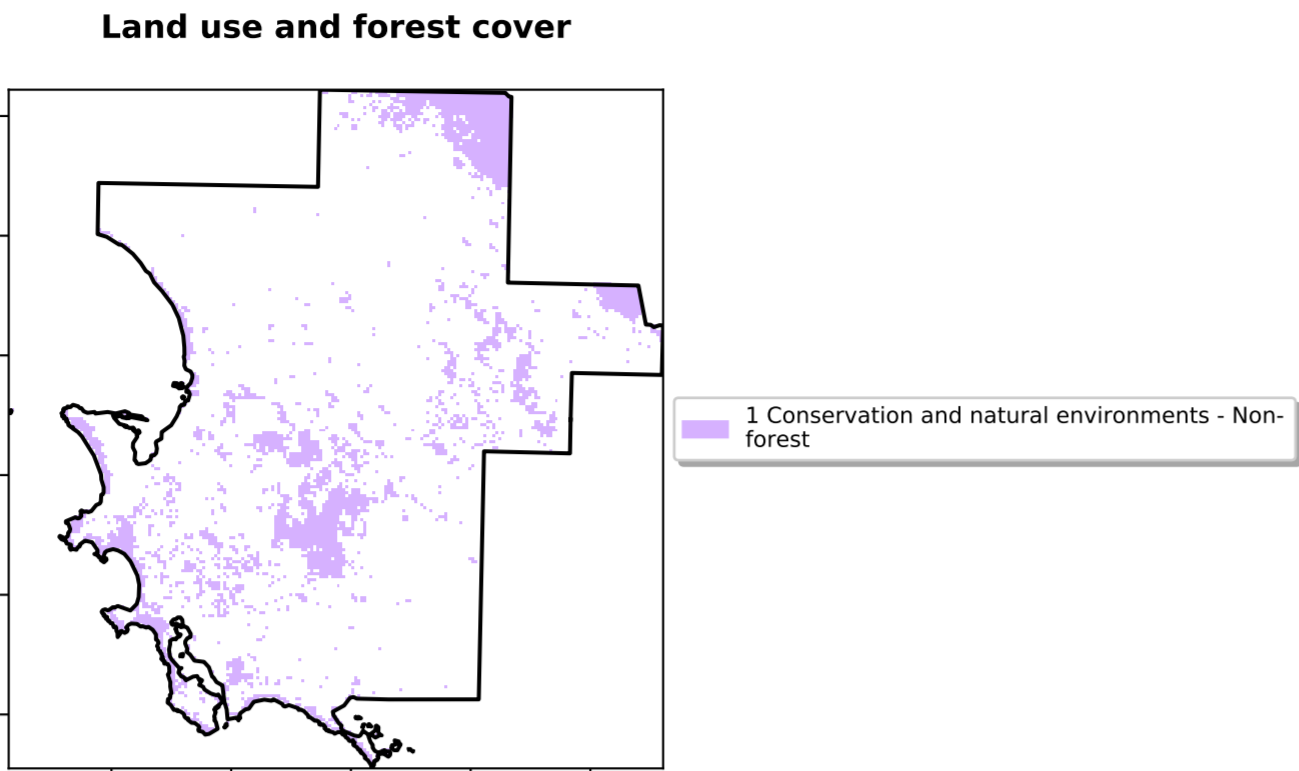 Land use and forest cover
1 Conservation and natural environments - Non-
forest